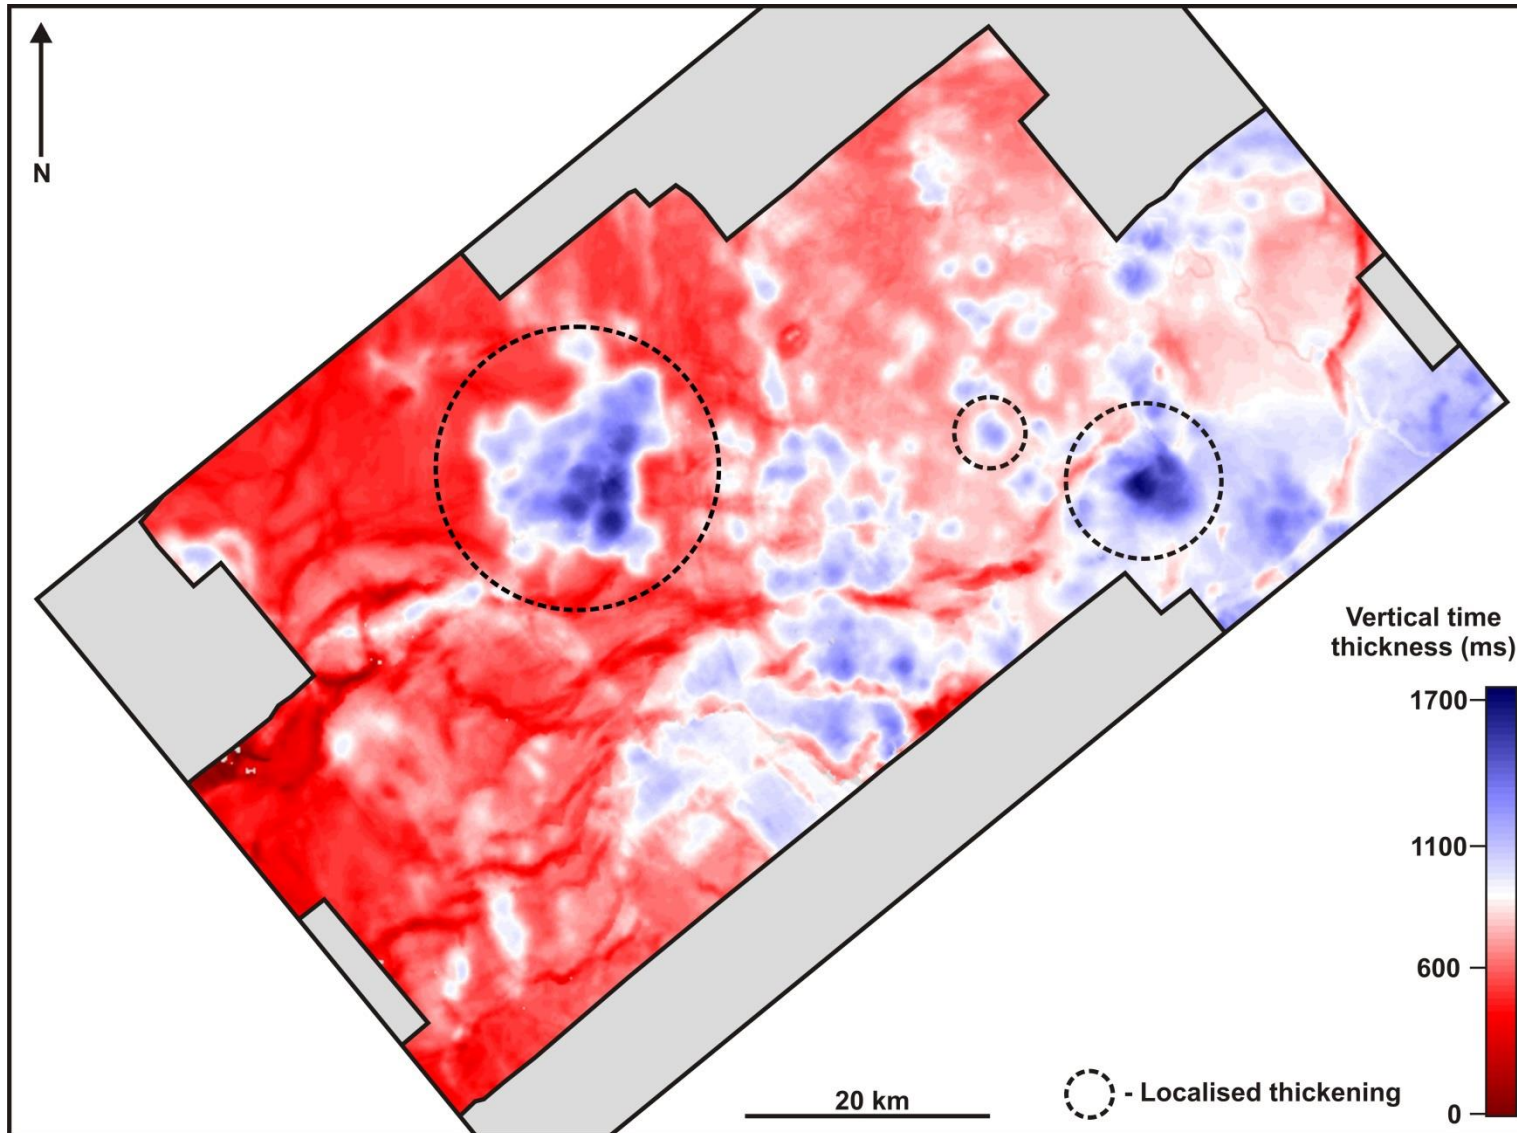 N
Vertical time
thickness (ms)
1700
1100
600
0
20 km
- Localised thickening